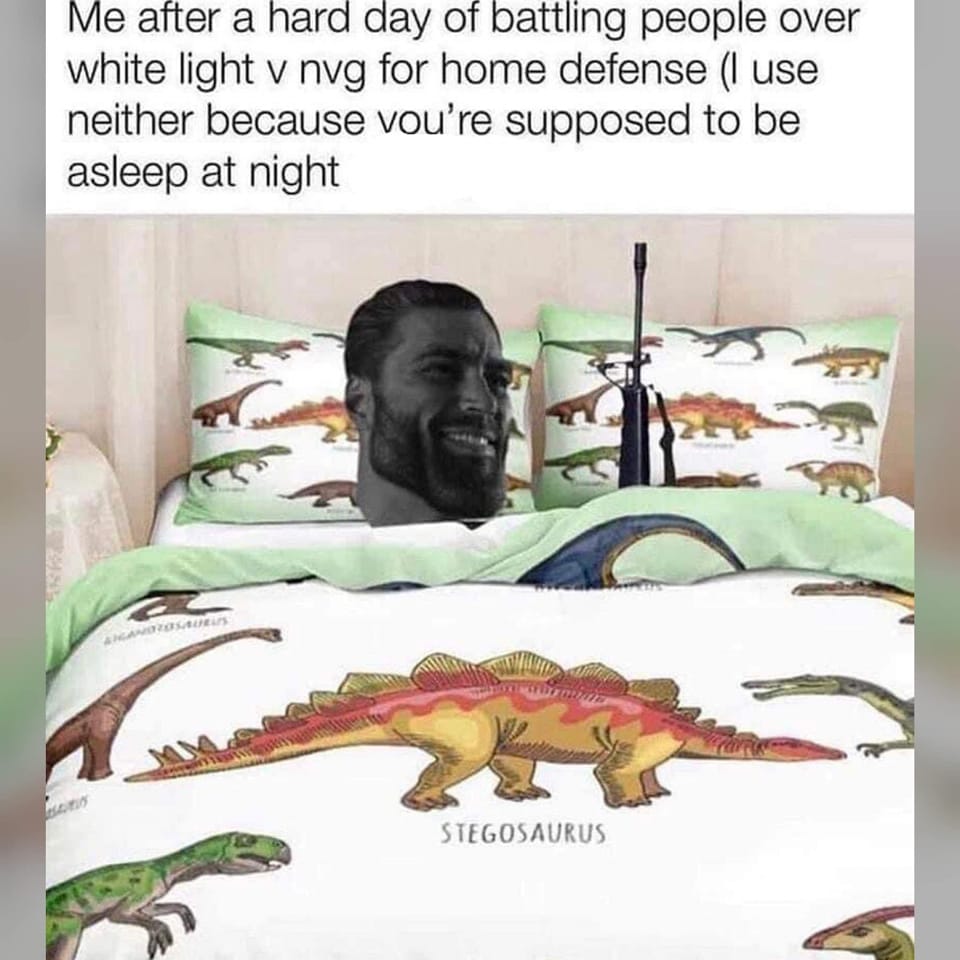 Me after a hard day of battling people over
white light v nvg for home defense (I use
neither because vou're supposed to be
asleep at night
STEGOSAURUS